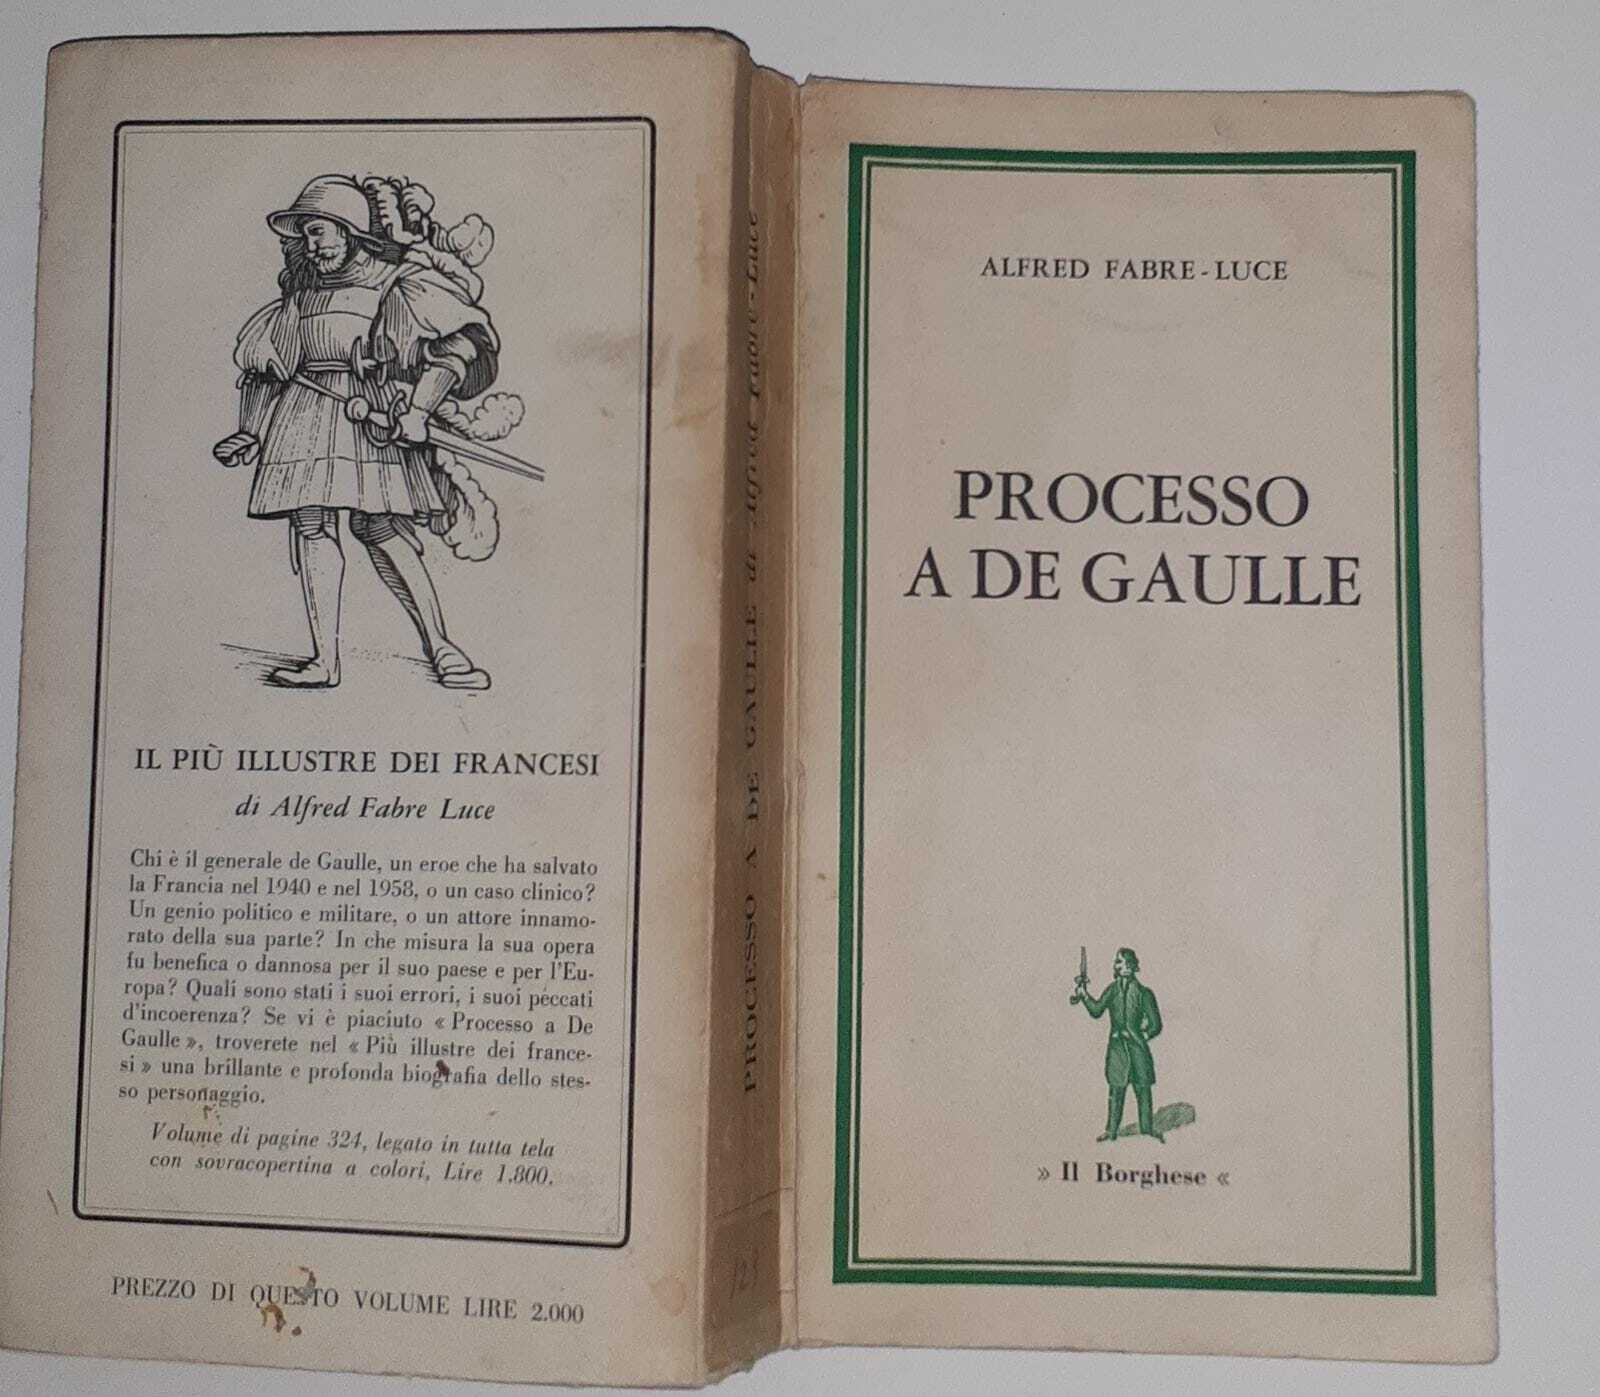 IL PIÙ ILLUSTRE DEI FRANCESI
di Alfred Fabre Luce
Chi è il generale de Gaulle, un eroe che ha salvato
la Francia nel 1940 e nel 1958, o un caso clinico?
Un genio politico e militare, o un attore innamo-
rato della sua parte? In che misura la sua opera
fu benefica o dannosa per il suo paese e per l'Eu-
ropa? Quali sono stati i suoi errori, i suoi peccati
d'incoerenza? Se vi è piaciuto « Processo a De
Gaulle », troverete nel « Più illustre dei france-
si » una brillante e profonda biografia dello stes-
so personaggio.
Volume di pagine 324, legato in tutta tela
con sovracopertina a colori, Lire 1.800.
PREZZO DI QUESTO VOLUME LIRE 2.000
PROCESSO A DE GAULLE di Alfred Fabre-Luce
ALFRED FABRE-LUCE
PROCESSO
A DE GAULLE
» Il Borghese «